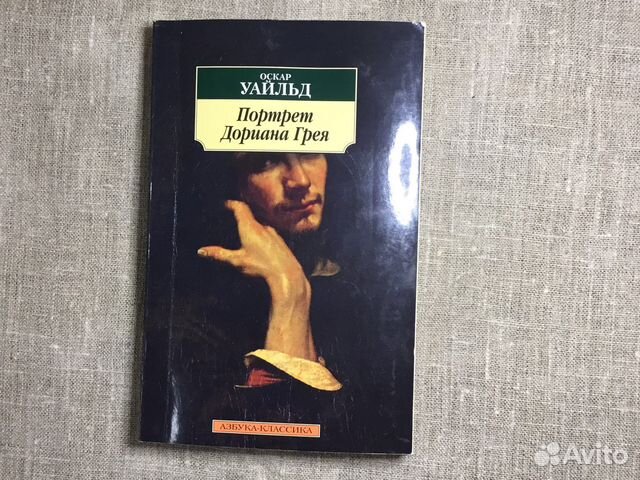 ОСКАР
УАЙЛЬД
Портрет
Дориана Грея
АЗБУКА-КЛАССИКА
Avito